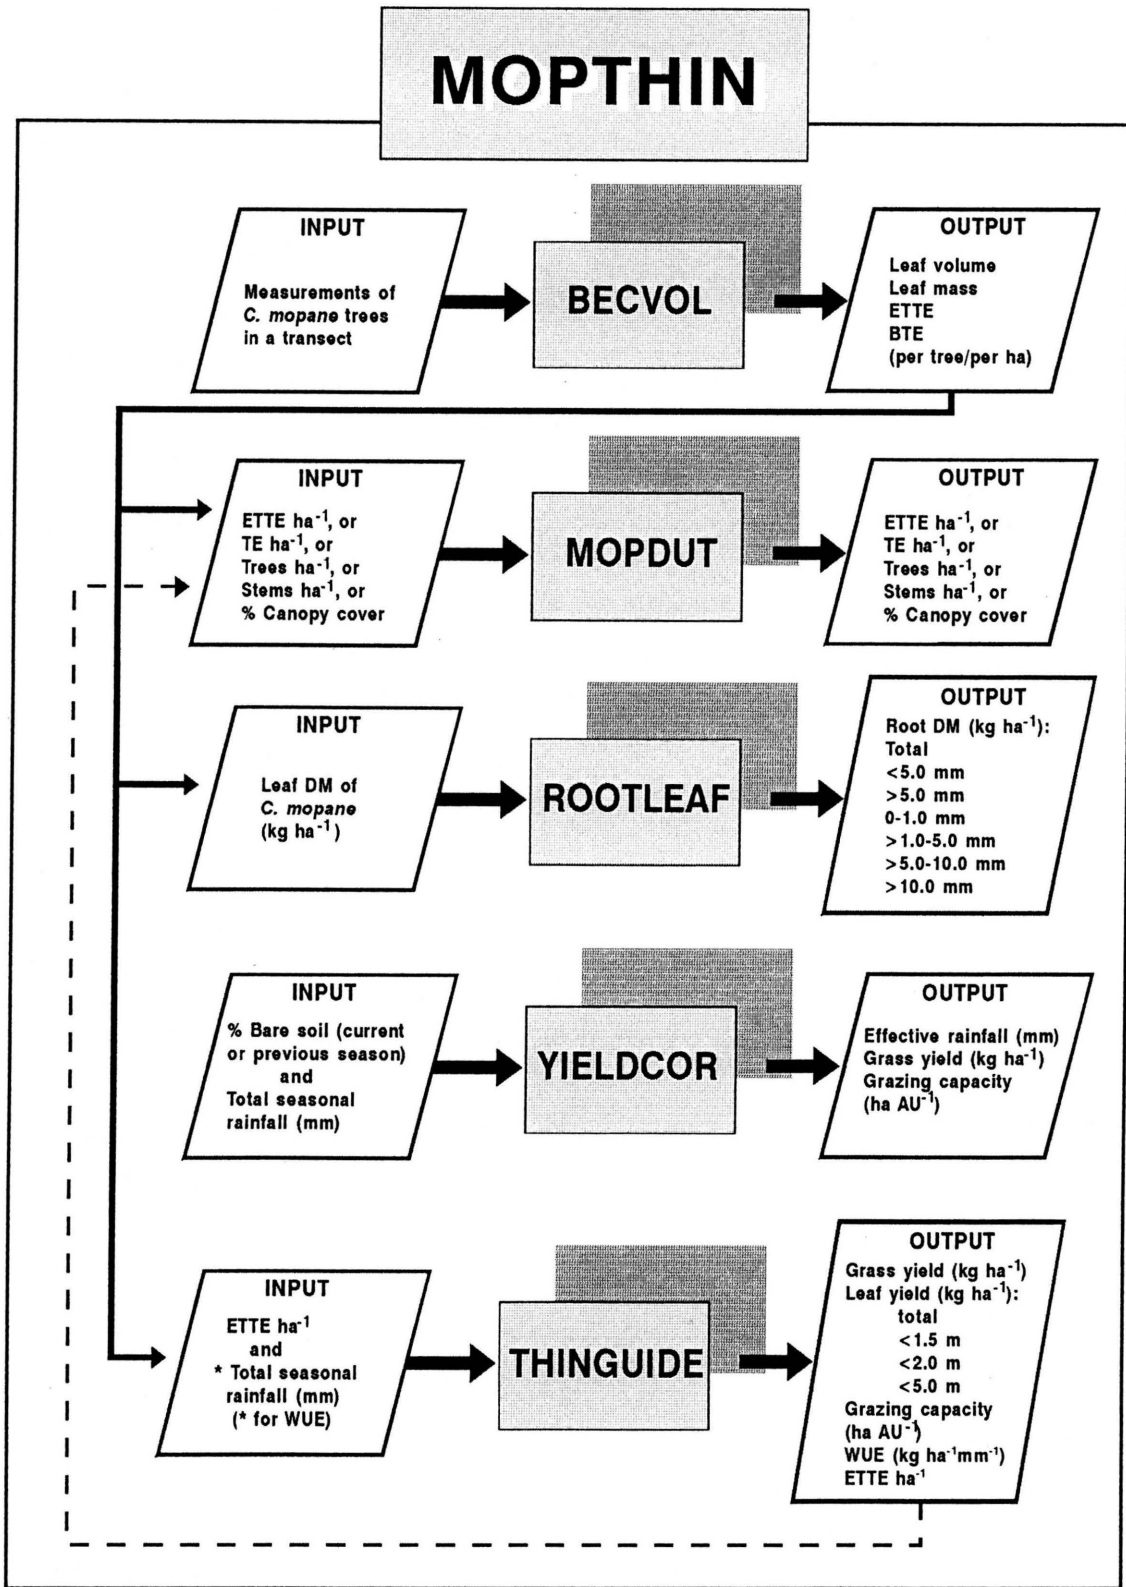 MOPTHIN
INPUT
Measurements of
C. mopane trees
in a transect
BECVOL
OUTPUT
Leaf volume
Leaf mass
ETTE
BTE
(per tree/per ha)
INPUT
ETTE ha⁻¹, or
TE ha⁻¹, or
Trees ha⁻¹, or
Stems ha⁻¹, or
% Canopy cover
MOPDUT
OUTPUT
ETTE ha⁻¹, or
TE ha⁻¹, or
Trees ha⁻¹, or
Stems ha⁻¹, or
% Canopy cover
INPUT
Leaf DM of
C. mopane
(kg ha⁻¹)
ROOTLEAF
OUTPUT
Root DM (kg ha⁻¹):
Total
<5.0 mm
>5.0 mm
0-1.0 mm
>1.0-5.0 mm
>5.0-10.0 mm
>10.0 mm
INPUT
% Bare soil (current
or previous season)
and
Total seasonal
rainfall (mm)
YIELDCOR
OUTPUT
Effective rainfall (mm)
Grass yield (kg ha⁻¹)
Grazing capacity
(ha AU⁻¹)
INPUT
ETTE ha⁻¹
and
* Total seasonal
rainfall (mm)
(* for WUE)
THINGUIDE
OUTPUT
Grass yield (kg ha⁻¹)
Leaf yield (kg ha⁻¹):
total
<1.5 m
<2.0 m
<5.0 m
Grazing capacity
(ha AU⁻¹)
WUE (kg ha⁻¹mm⁻¹)
ETTE ha⁻¹